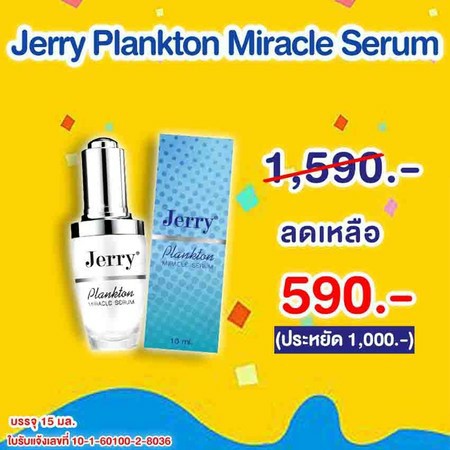 Jerry Plankton Miracle Serum
1,590.-
ลดเหลือ
590.-
(ประหยัด 1,000.-)
Jerry®
Plankton
MIRACLE SERUM
Jerry®
Plankton
MIRACLE SERUM
15 ml.
บรรจุ 15 มล.
ใบรับแจ้งเลขที่ 10-1-60100-2-8036